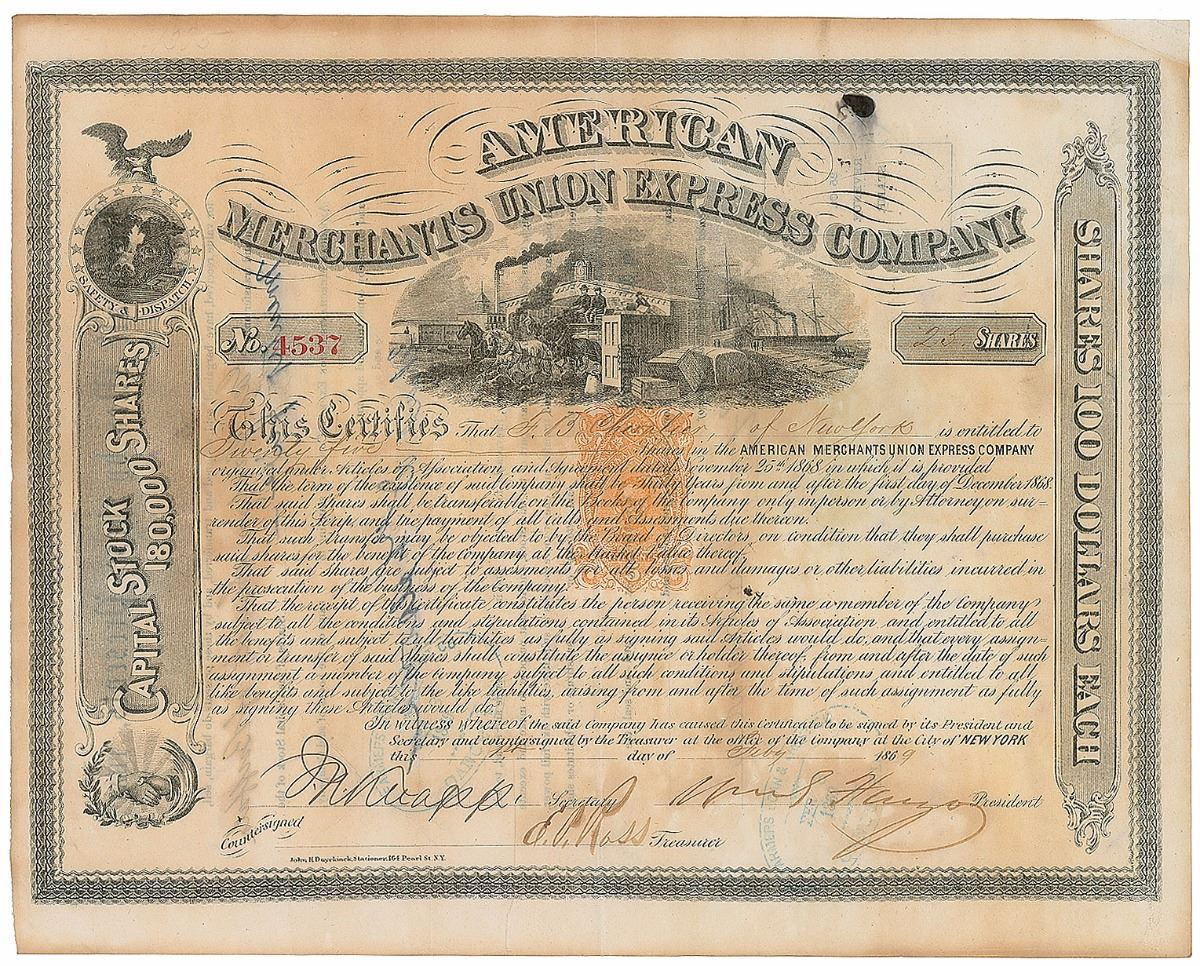 AMERICAN
MERCHANTS UNION EXPRESS COMPANY
SAFETY & DISPATCH
No. 4537
25 SHARES
CAPITAL STOCK 180,000 SHARES
SHARES 100 DOLLARS EACH
This Certifies That F. B. of New York is entitled to
Twenty five Shares in the AMERICAN MERCHANTS UNION EXPRESS COMPANY
organized under Articles of Association, and Agreement dated November 25th 1868 in which it is provided
That the term of the existence of said Company shall be thirty Years from and after the first day of December 1868.
That said Shares shall be transferable on the books of the Company only in person or by Attorney on sur-
render of this Scrip, and the payment of all calls and Assessments due thereon.
That such transfer may be objected to by the Board of Directors, on condition that they shall purchase
said shares for the benefit of the Company at the market value thereof.
That said shares are subject to assessments for all losses and damages, or other liabilities, incurred in
the prosecution of the business of the Company.
That the receipt of this certificate constitutes the person receiving the same a member of the Company
subject to all the conditions and stipulations contained in its Articles of Association, and entitled to all
the benefits and subject to all liabilities as fully as signing said Articles would do, and that every assign-
ment or transfer of said shares shall constitute the assignee or holder thereof, from and after the date of such
assignment a member of the Company subject to all such conditions and stipulations, and entitled to all
like benefits and subject to the like liabilities, arising from and after the time of such assignment as fully
as signing these Articles would do.
In witness whereof the said Company has caused this Certificate to be signed by its President and
Secretary and countersigned by the Treasurer at the office of the Company at the City of NEW YORK
this day of Feby 1869
J N Knapp Secretary Wm G Fargo President
Countersigned E. P. Ross Treasurer
John H. Duyckinck, Stationer, 164 Pearl St. N.Y.